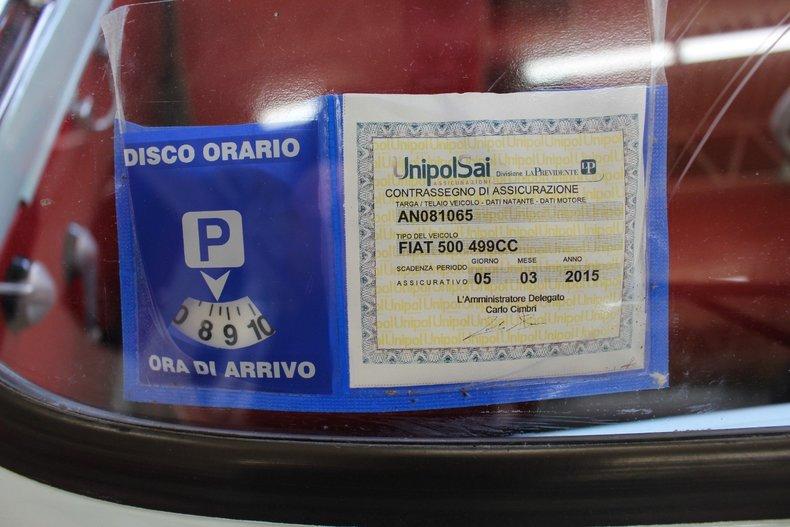 DISCO ORARIO
P
8 9 10
ORA DI ARRIVO
UnipolSai Divisione LA PREVIDENTE
ASSICURAZIONI
CONTRASSEGNO DI ASSICURAZIONE
TARGA / TELAIO VEICOLO - DATI NATANTE - DATI MOTORE
AN081065
TIPO DEL VEICOLO
FIAT 500 499CC
GIORNO MESE ANNO
SCADENZA PERIODO
ASSICURATIVO 05 03 2015
L'Amministratore Delegato
Carlo Cimbri